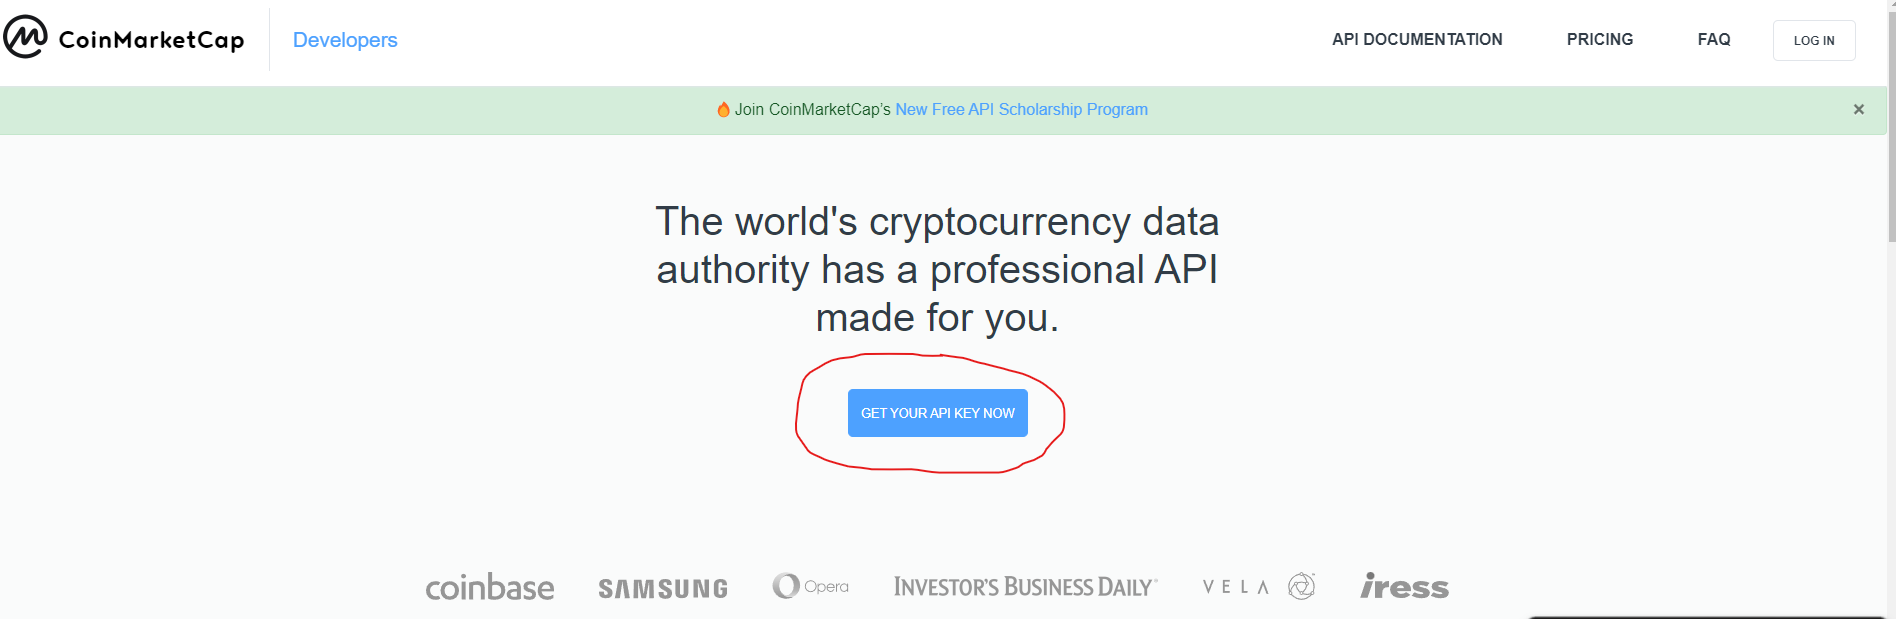 CoinMarketCap
Developers
API DOCUMENTATION
PRICING
FAQ
LOG IN
🔥 Join CoinMarketCap's New Free API Scholarship Program
×
The world's cryptocurrency data
authority has a professional API
made for you.
GET YOUR API KEY NOW
coinbase
SAMSUNG
Opera
INVESTOR'S BUSINESS DAILY
VELA
iress